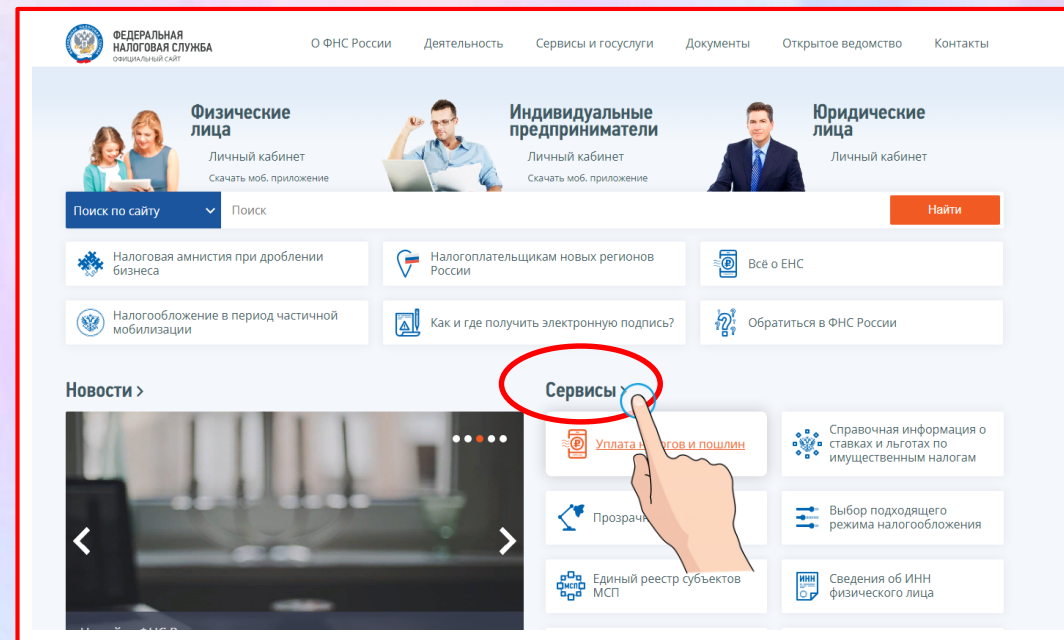 ФЕДЕРАЛЬНАЯ
НАЛОГОВАЯ СЛУЖБА
ОФИЦИАЛЬНЫЙ САЙТ
О ФНС России
Деятельность
Сервисы и госуслуги
Документы
Открытое ведомство
Контакты
Физические
лица
Личный кабинет
Скачать моб. приложение
Индивидуальные
предприниматели
Личный кабинет
Скачать моб. приложение
Юридические
лица
Личный кабинет
Поиск по сайту
Поиск
Найти
Налоговая амнистия при дроблении
бизнеса
Налогоплательщикам новых регионов
России
Всё о ЕНС
Налогообложение в период частичной
мобилизации
Как и где получить электронную подпись?
Обратиться в ФНС России
Новости >
Сервисы >
Уплата налогов и пошлин
Справочная информация о
ставках и льготах по
имущественным налогам
Выбор подходящего
режима налогообложения
МСП
Единый реестр субъектов
МСП
ИНН
Сведения об ИНН
физического лица